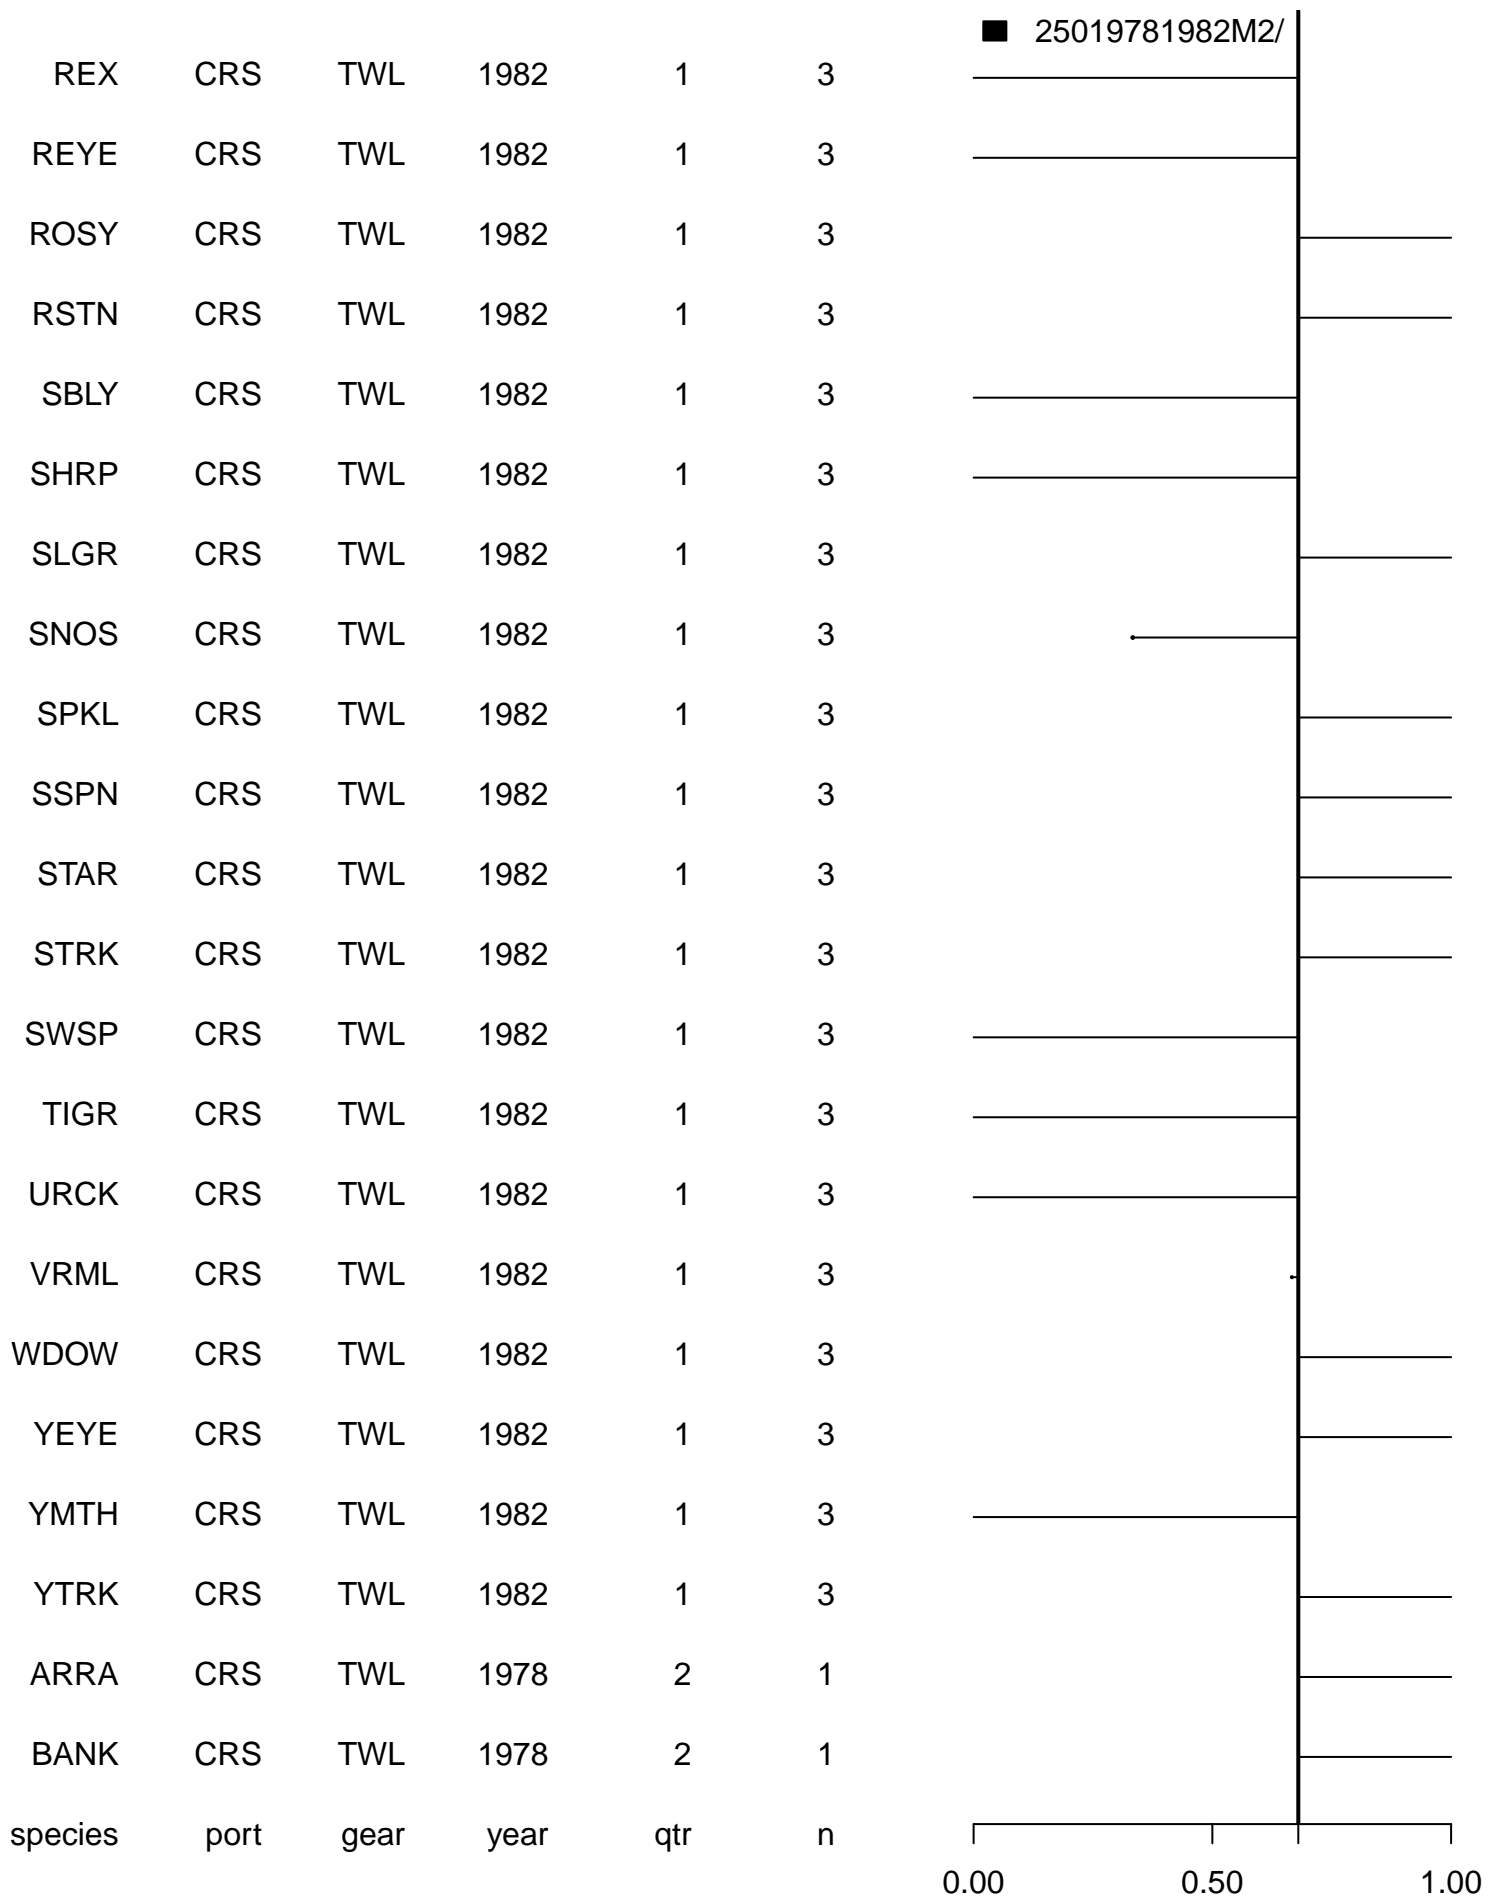 25019781982M2/
REX CRS TWL 1982 1 3
REYE CRS TWL 1982 1 3
ROSY CRS TWL 1982 1 3
RSTN CRS TWL 1982 1 3
SBLY CRS TWL 1982 1 3
SHRP CRS TWL 1982 1 3
SLGR CRS TWL 1982 1 3
SNOS CRS TWL 1982 1 3
SPKL CRS TWL 1982 1 3
SSPN CRS TWL 1982 1 3
STAR CRS TWL 1982 1 3
STRK CRS TWL 1982 1 3
SWSP CRS TWL 1982 1 3
TIGR CRS TWL 1982 1 3
URCK CRS TWL 1982 1 3
VRML CRS TWL 1982 1 3
WDOW CRS TWL 1982 1 3
YEYE CRS TWL 1982 1 3
YMTH CRS TWL 1982 1 3
YTRK CRS TWL 1982 1 3
ARRA CRS TWL 1978 2 1
BANK CRS TWL 1978 2 1
species port gear year qtr n
0.00 0.50 1.00